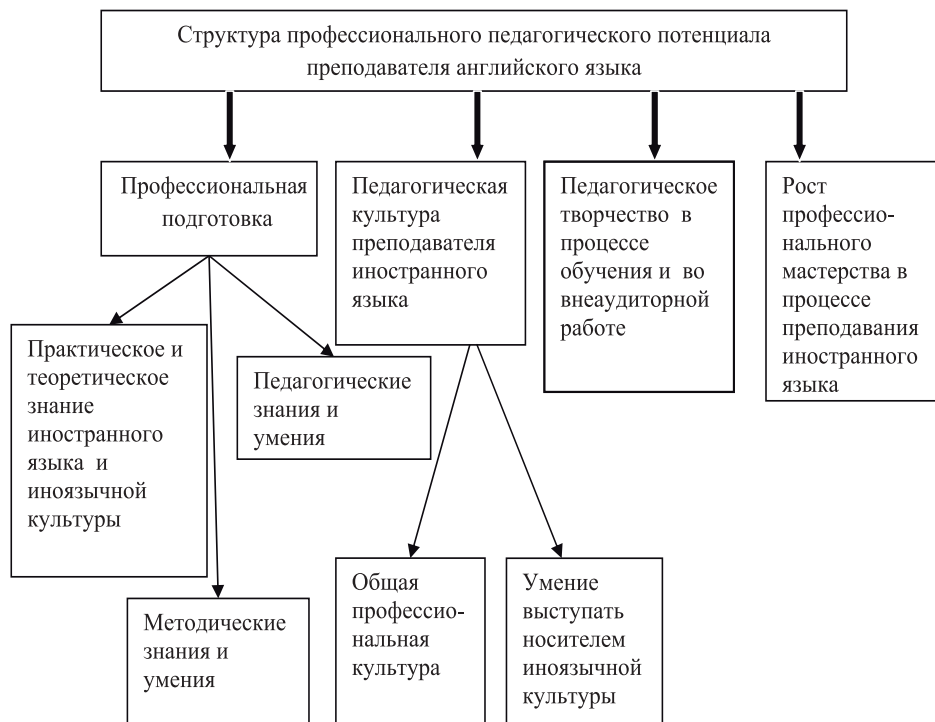 Структура профессионального педагогического потенциала
преподавателя английского языка
Профессиональная
подготовка
Педагогическая
культура
преподавателя
иностранного
языка
Педагогическое
творчество в
процессе
обучения и во
внеаудиторной
работе
Рост
профессио-
нального
мастерства в
процессе
преподавания
иностранного
языка
Практическое и
теоретическое
знание
иностранного
языка и
иноязычной
культуры
Педагогические
знания и
умения
Методические
знания и
умения
Общая
профессио-
нальная
культура
Умение
выступать
носителем
иноязычной
культуры